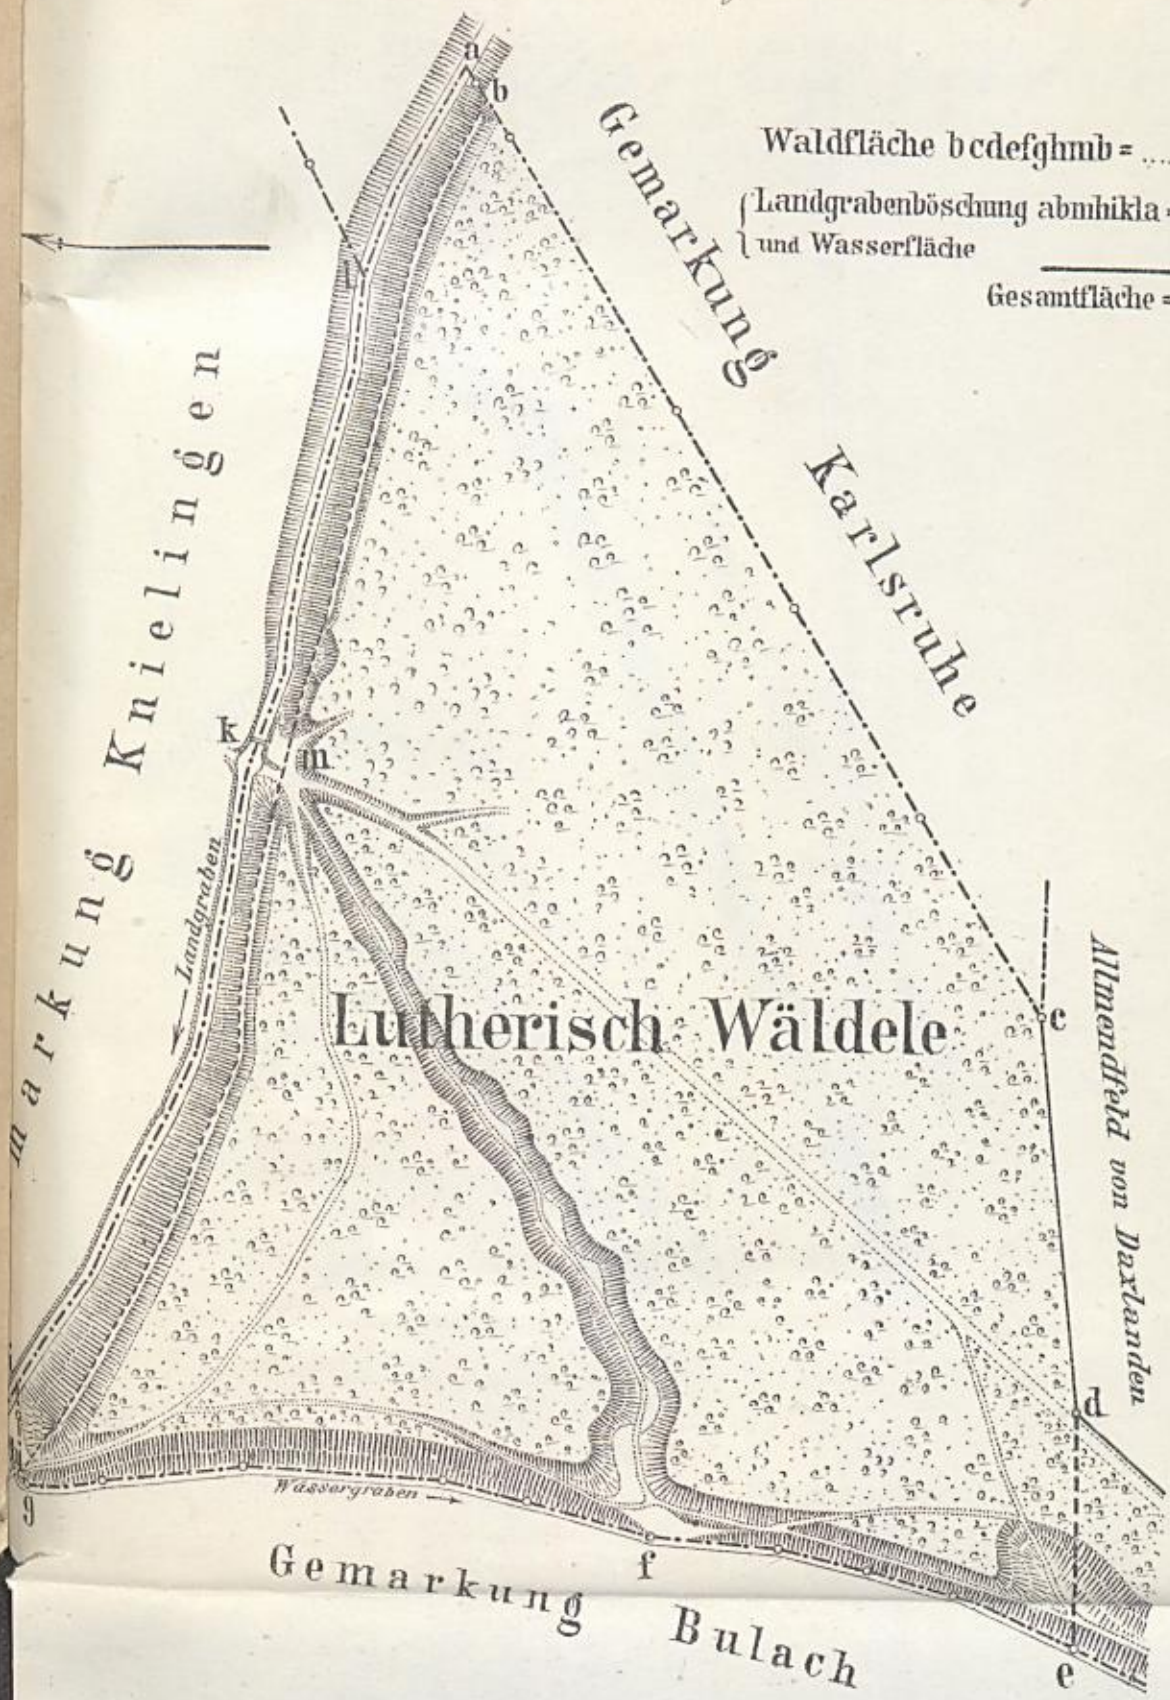 a
b
Gemarkung Karlsruhe
Waldfläche bcdefghmb = ....
Landgrabenböschung abmhikla =
und Wasserfläche
Gesamtfläche =
l
markung Knielingen
k
m
Landgraben
Lutherisch Wäldele
c
Allmendfeld von Daxlanden
d
g
Wassergraben
f
Gemarkung Bulach
e